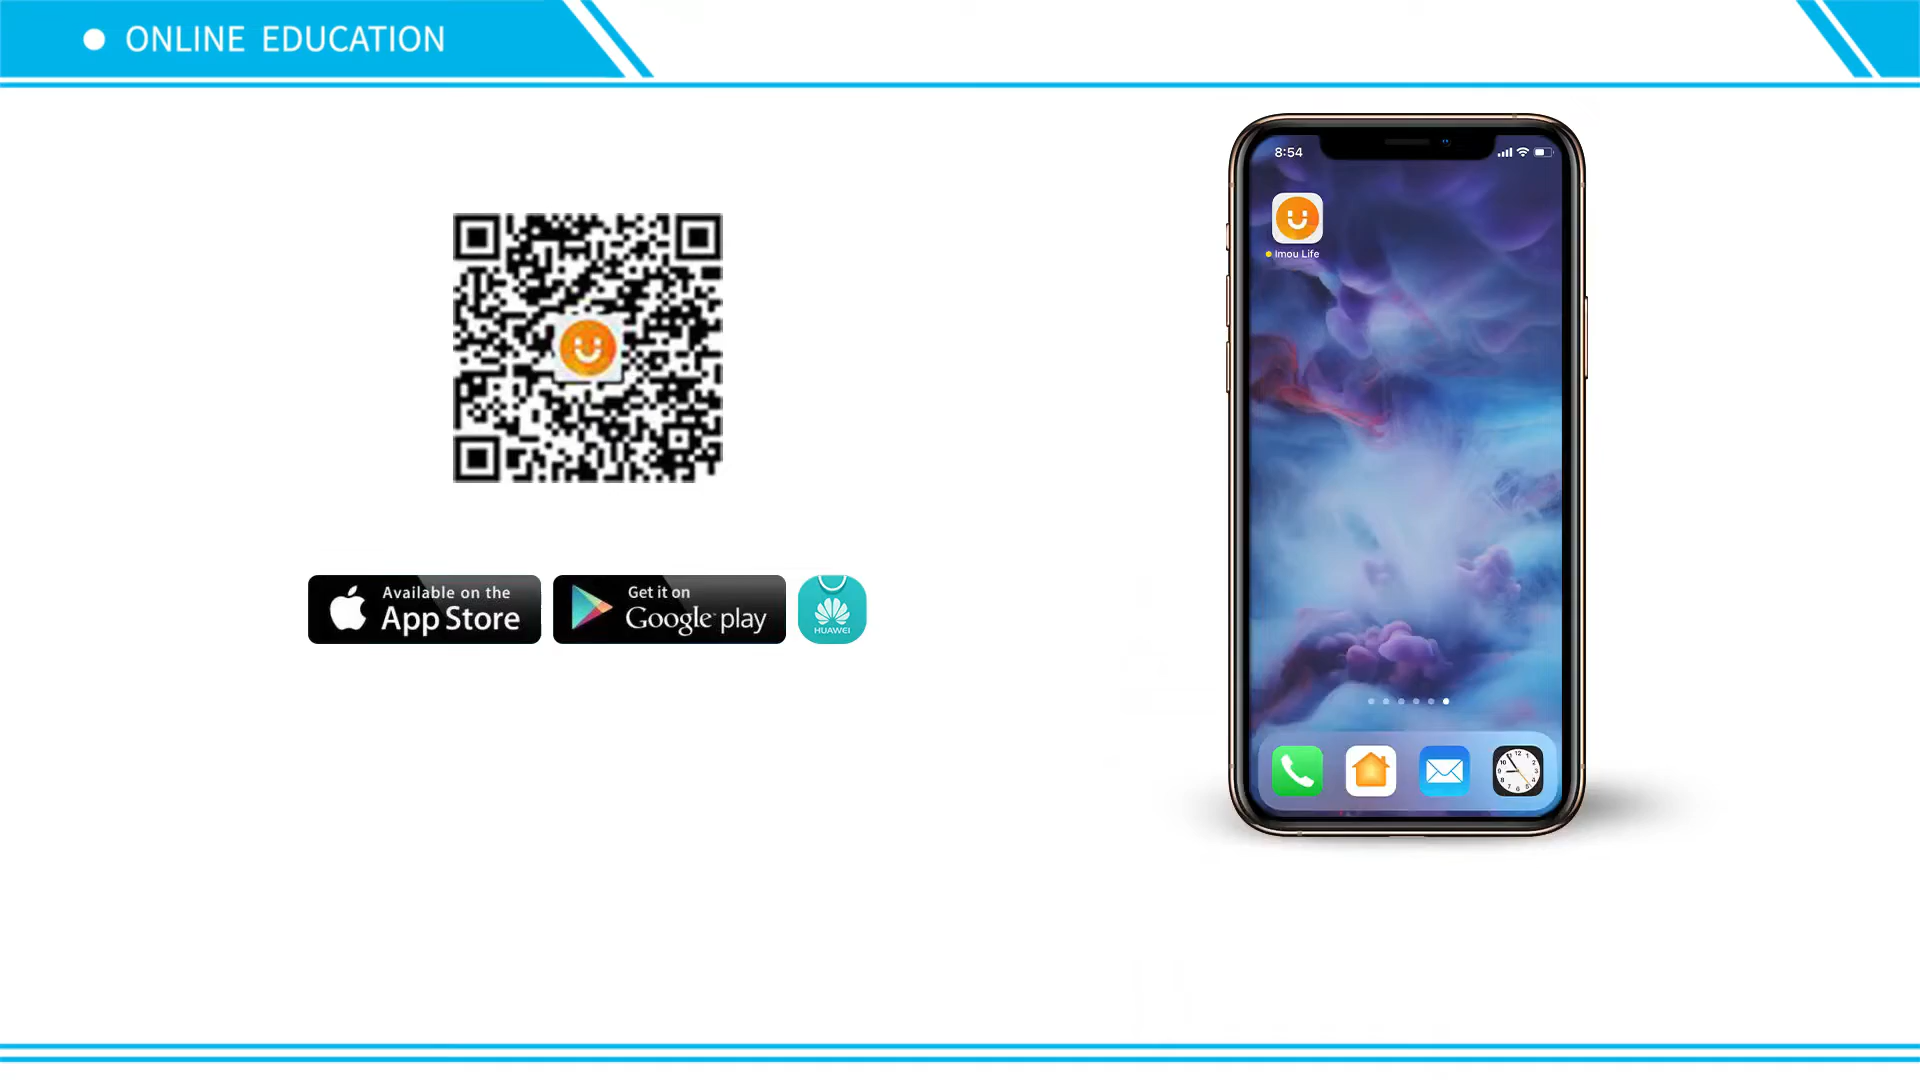 ONLINE EDUCATION
8:54
Imou Life
Available on the
App Store
Get it on
Google play
HUAWEI